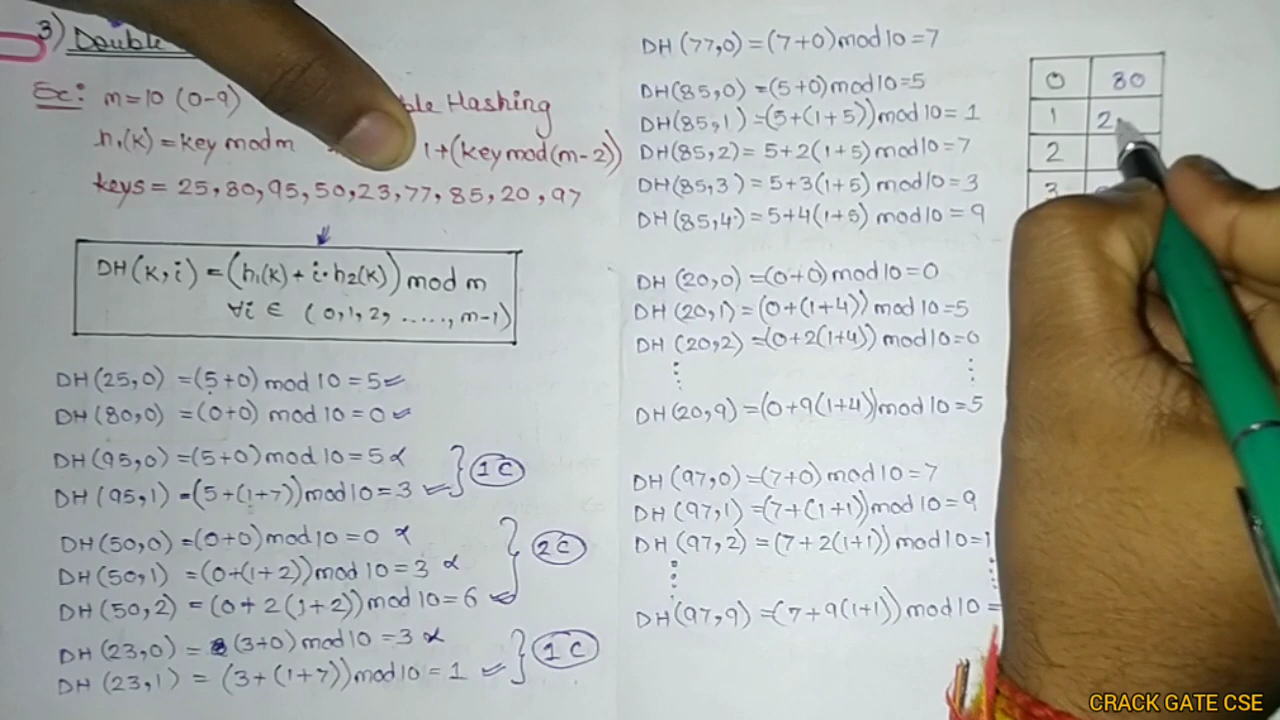 3) Double
Ex: m=10 (0-9) Hashing
h₁(K) = key mod m 1+(key mod(m-2))
keys = 25, 80, 95, 50, 23, 77, 85, 20, 97
DH(K,i) = (h₁(K) + i·h₂(K)) mod m
∀i ∈ (0,1,2, ....., m-1)
DH(25,0) = (5+0) mod 10 = 5 ✓
DH(80,0) = (0+0) mod 10 = 0 ✓
DH(95,0) = (5+0) mod 10 = 5 x
DH(95,1) = (5+(1+7)) mod 10 = 3 ✓
1C
DH(50,0) = (0+0) mod 10 = 0 x
DH(50,1) = (0+(1+2)) mod 10 = 3 x
DH(50,2) = (0+2(1+2)) mod 10 = 6 ✓
2C
DH(23,0) = (3+0) mod 10 = 3 x
DH(23,1) = (3+(1+7)) mod 10 = 1 ✓
1C
DH(77,0) = (7+0) mod 10 = 7
DH(85,0) = (5+0) mod 10 = 5
DH(85,1) = (5+(1+5)) mod 10 = 1
DH(85,2) = 5+2(1+5) mod 10 = 7
DH(85,3) = 5+3(1+5) mod 10 = 3
DH(85,4) = 5+4(1+5) mod 10 = 9
DH(20,0) = (0+0) mod 10 = 0
DH(20,1) = (0+(1+4)) mod 10 = 5
DH(20,2) = (0+2(1+4)) mod 10 = 0
DH(20,9) = (0+9(1+4)) mod 10 = 5
DH(97,0) = (7+0) mod 10 = 7
DH(97,1) = (7+(1+1)) mod 10 = 9
DH(97,2) = (7+2(1+1)) mod 10 = 1
DH(97,9) = (7+9(1+1)) mod 10 =
0 80
1 2
2
3
CRACK GATE CSE